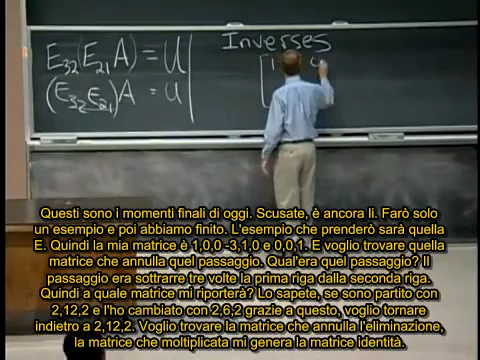 E32(E21A) = U
(E32E21)A = U
Inverses
Questi sono i momenti finali di oggi. Scusate, è ancora lì. Farò solo
un esempio e poi abbiamo finito. L'esempio che prenderò sarà quella
E. Quindi la mia matrice è 1,0,0 -3,1,0 e 0,0,1. E voglio trovare quella
matrice che annulla quel passaggio. Qual'era quel passaggio? Il
passaggio era sottrarre tre volte la prima riga dalla seconda riga.
Quindi a quale matrice mi riporterà? Lo sapete, se sono partito con
2,12,2 e l'ho cambiato con 2,6,2 grazie a questo, voglio tornare
indietro a 2,12,2. Voglio trovare la matrice che annulla l'eliminazione,
la matrice che moltiplicata mi genera la matrice identità.